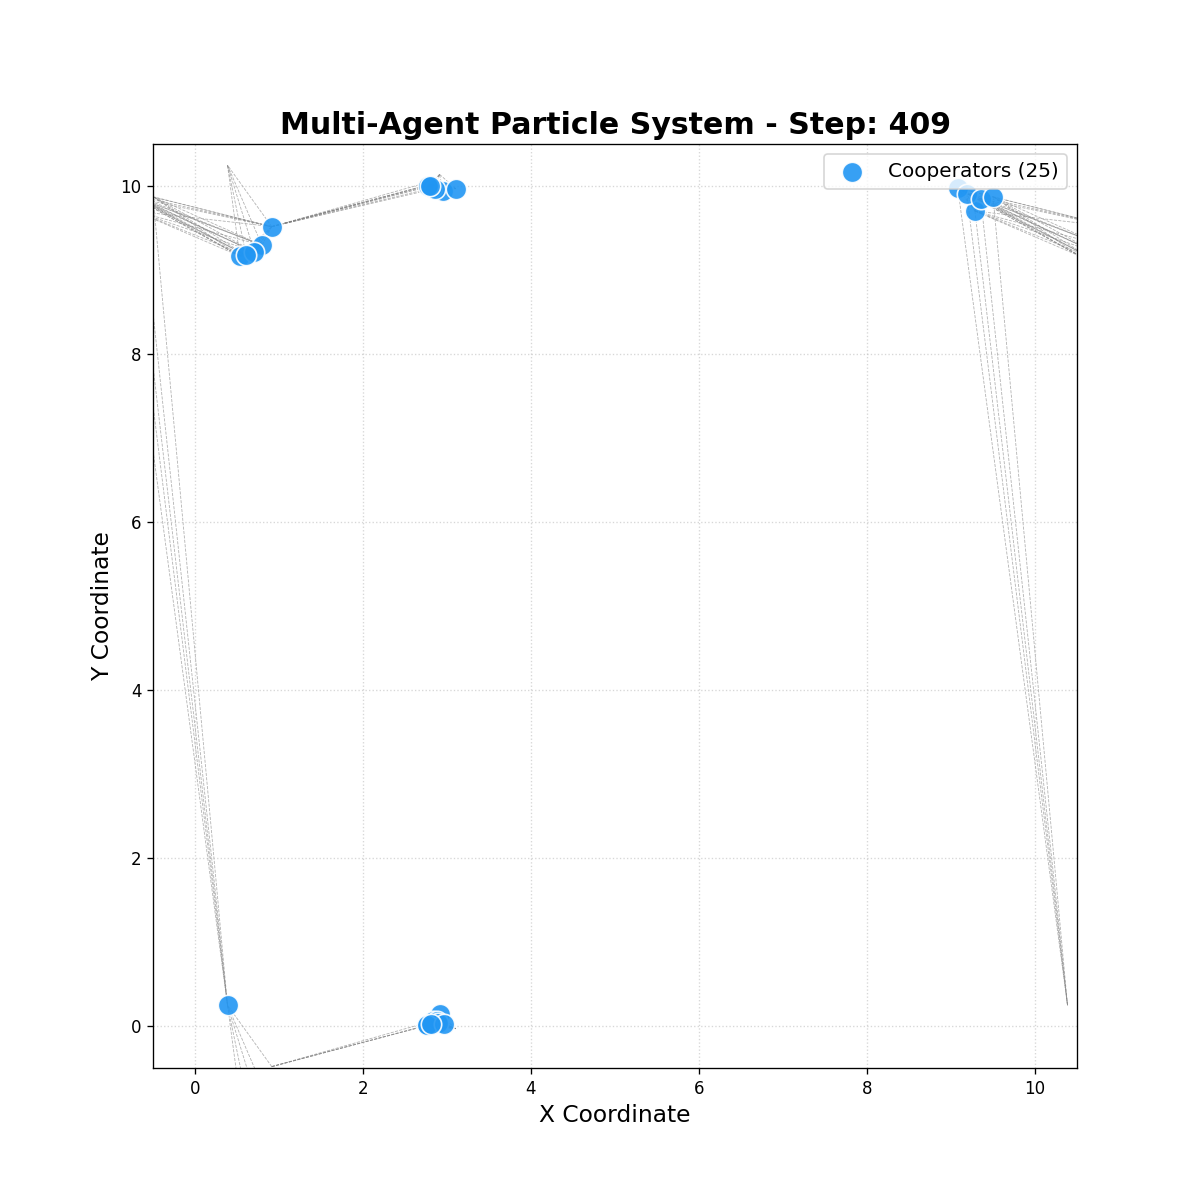 Multi-Agent Particle System - Step: 409
Cooperators (25)
10
8
6
4
2
0
Y Coordinate
0 2 4 6 8 10
X Coordinate